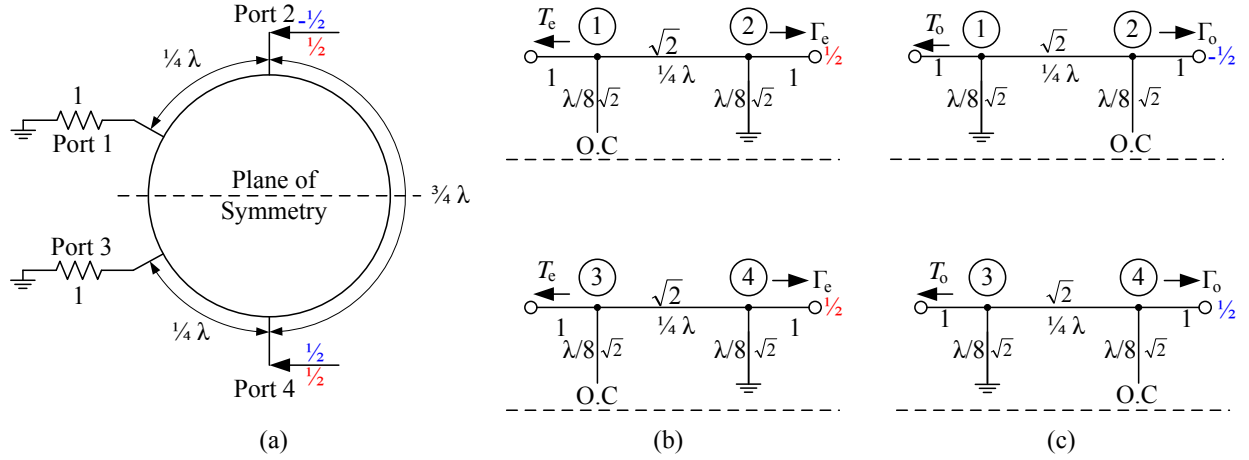 Port 2
-½
½
¼ λ
1
Port 1
Plane of
Symmetry
¾ λ
Port 3
1
¼ λ
½
½
Port 4
(a)
Te 1 √2 2 Γe
½
1 ¼ λ 1
λ/8 √2 λ/8 √2
O.C
Te 3 √2 4 Γe
½
1 ¼ λ 1
λ/8 √2 λ/8 √2
O.C
(b)
To 1 √2 2 Γo
-½
1 ¼ λ 1
λ/8 √2 λ/8 √2
O.C
To 3 √2 4 Γo
½
1 ¼ λ 1
λ/8 √2 λ/8 √2
O.C
(c)